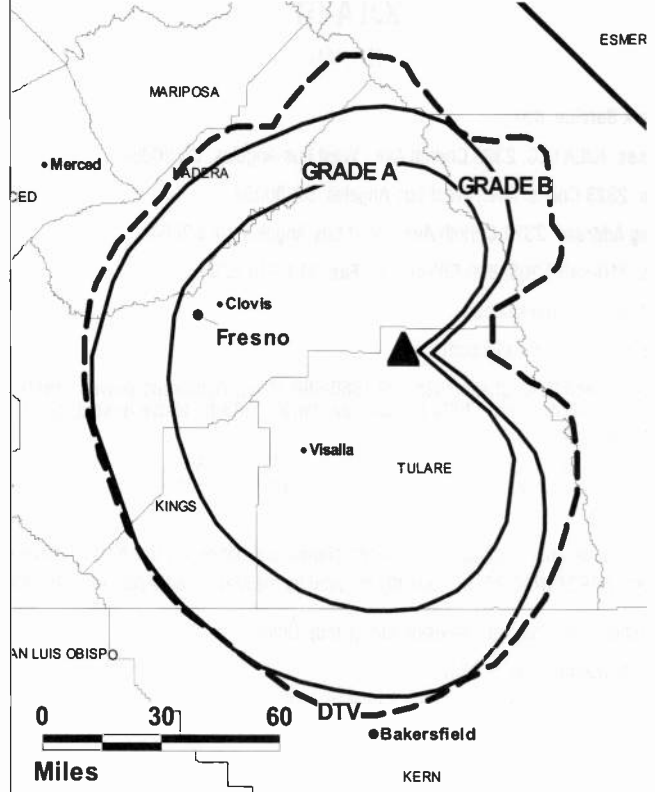 ESMER
MARIPOSA
Merced
MADERA
GRADE A
GRADE B
CED
Clovis
Fresno
Visalia
TULARE
KINGS
AN LUIS OBISPO
DTV
0 30 60
Bakersfield
Miles
KERN